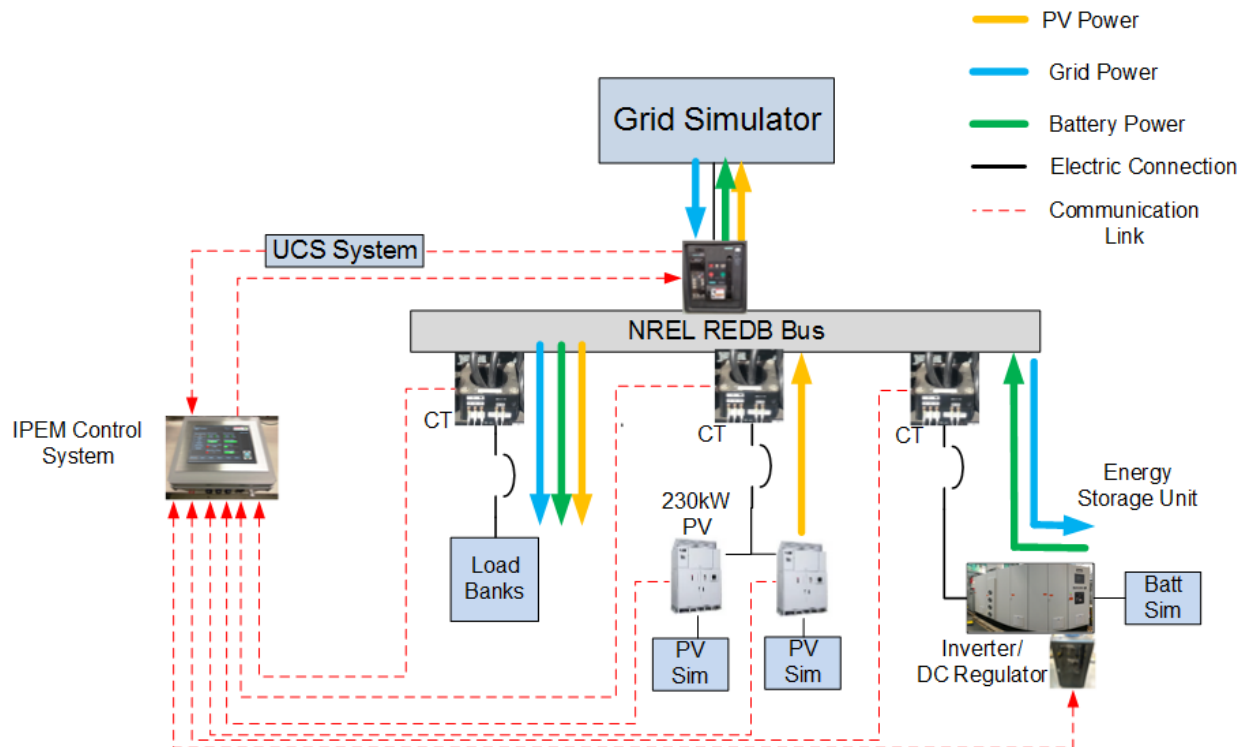 PV Power
Grid Power
Battery Power
Electric Connection
Communication
Link
Grid Simulator
UCS System
NREL REDB Bus
IPEM Control
System
CT
CT
CT
230kW
PV
Energy
Storage Unit
Load
Banks
PV
Sim
PV
Sim
Batt
Sim
Inverter/
DC Regulator